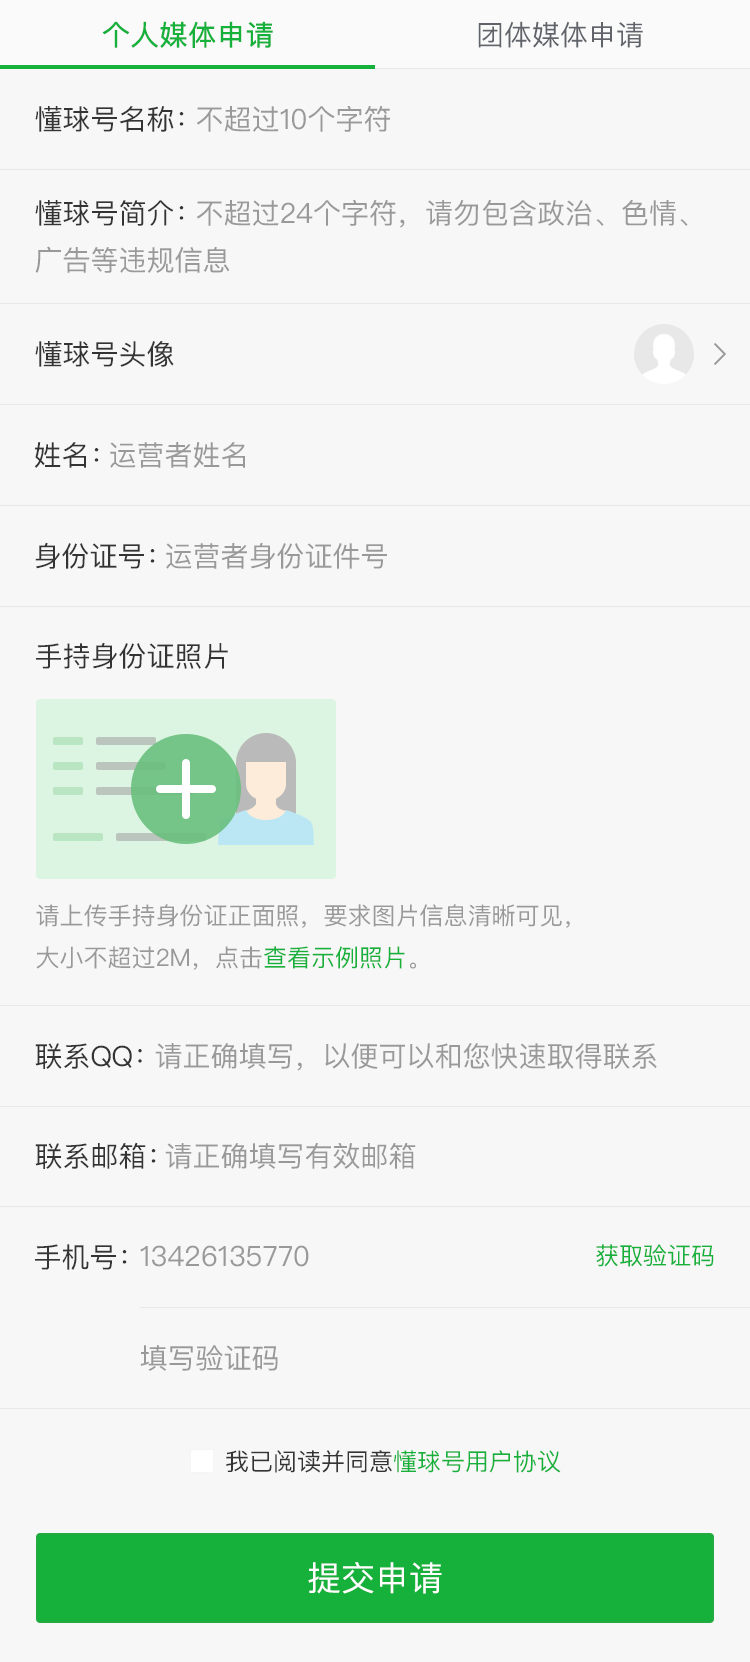 个人媒体申请 团体媒体申请
懂球号名称：不超过10个字符
懂球号简介：不超过24个字符，请勿包含政治、色情、
广告等违规信息
懂球号头像
姓名：运营者姓名
身份证号：运营者身份证件号
手持身份证照片
请上传手持身份证正面照，要求图片信息清晰可见，
大小不超过2M，点击查看示例照片。
联系QQ：请正确填写，以便可以和您快速取得联系
联系邮箱：请正确填写有效邮箱
手机号：13426135770 获取验证码
填写验证码
我已阅读并同意懂球号用户协议
提交申请